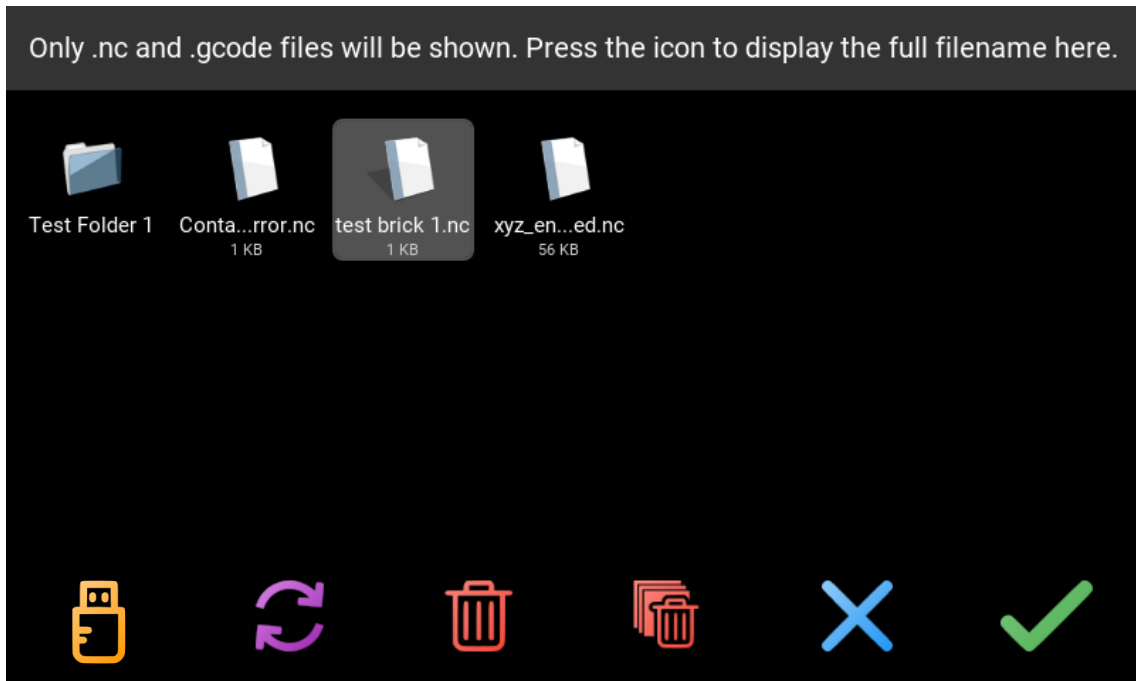 Only .nc and .gcode files will be shown. Press the icon to display the full filename here.
Test Folder 1
Conta...rror.nc
1 KB
test brick 1.nc
1 KB
xyz_en...ed.nc
56 KB